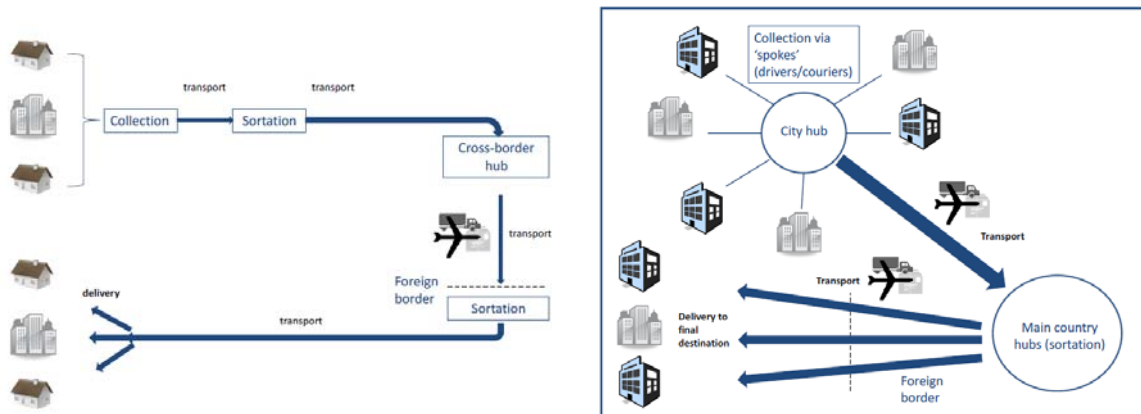 transport
transport
Collection
Sortation
Cross-border
hub
transport
Foreign
border
Sortation
delivery
transport
Collection via
'spokes'
(drivers/couriers)
City hub
Transport
Transport
Main country
hubs (sortation)
Delivery to
final
destination
Foreign
border